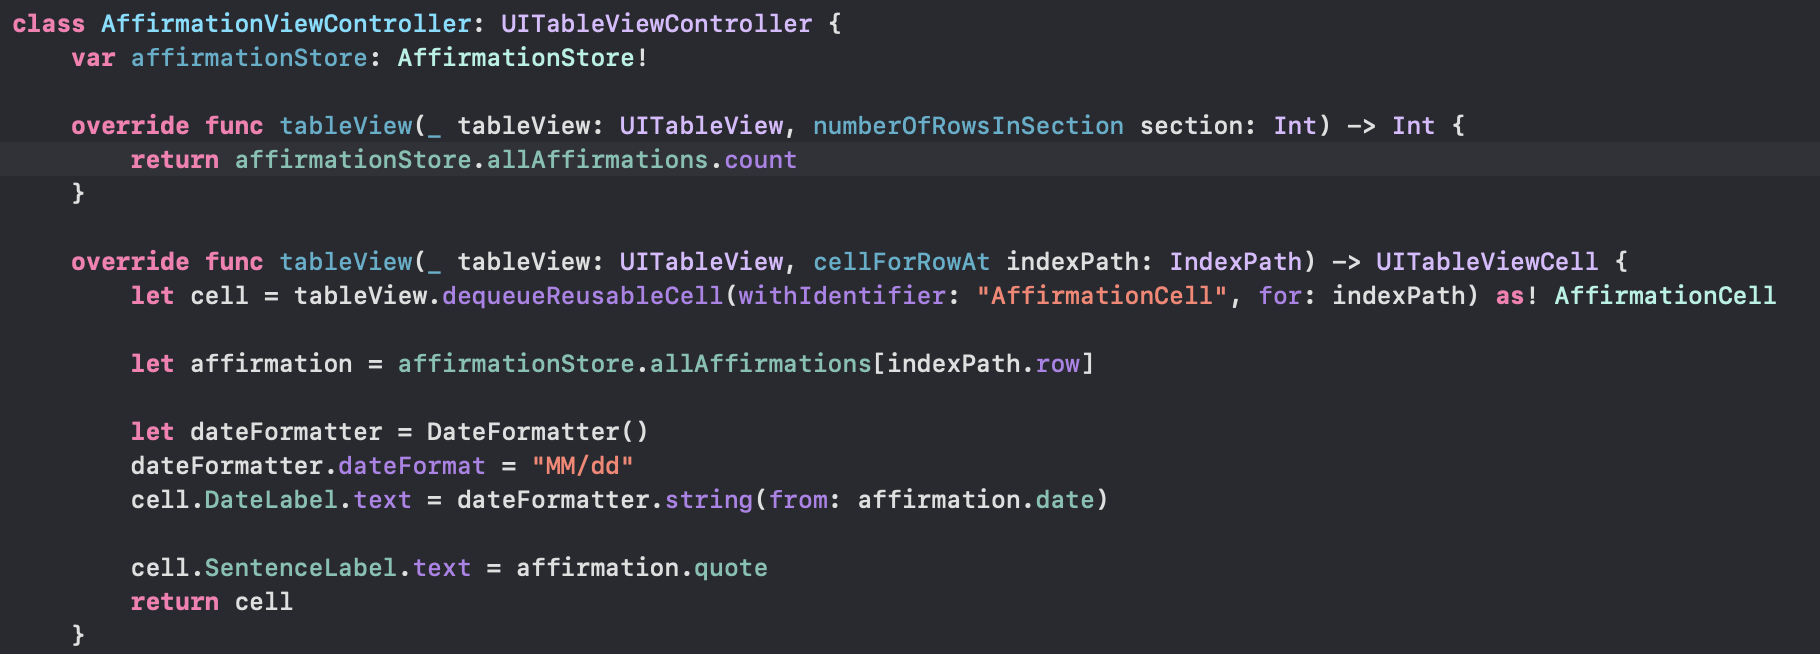 class AffirmationViewController: UITableViewController {
    var affirmationStore: AffirmationStore!

    override func tableView(_ tableView: UITableView, numberOfRowsInSection section: Int) -> Int {
        return affirmationStore.allAffirmations.count
    }

    override func tableView(_ tableView: UITableView, cellForRowAt indexPath: IndexPath) -> UITableViewCell {
        let cell = tableView.dequeueReusableCell(withIdentifier: "AffirmationCell", for: indexPath) as! AffirmationCell

        let affirmation = affirmationStore.allAffirmations[indexPath.row]

        let dateFormatter = DateFormatter()
        dateFormatter.dateFormat = "MM/dd"
        cell.DateLabel.text = dateFormatter.string(from: affirmation.date)

        cell.SentenceLabel.text = affirmation.quote
        return cell
    }